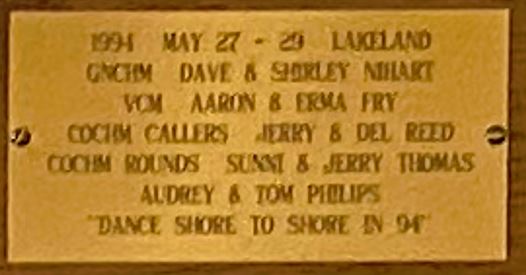 1994 MAY 27 - 29 LAKELAND
GNCHM DAVE & SHIRLEY NIHART
VCM AARON & ERMA FRY
COCHM CALLERS JERRY & DEL REED
COCHM ROUNDS SUNNI & JERRY THOMAS
AUDREY & TOM PHILIPS
"DANCE SHORE TO SHORE IN 94"